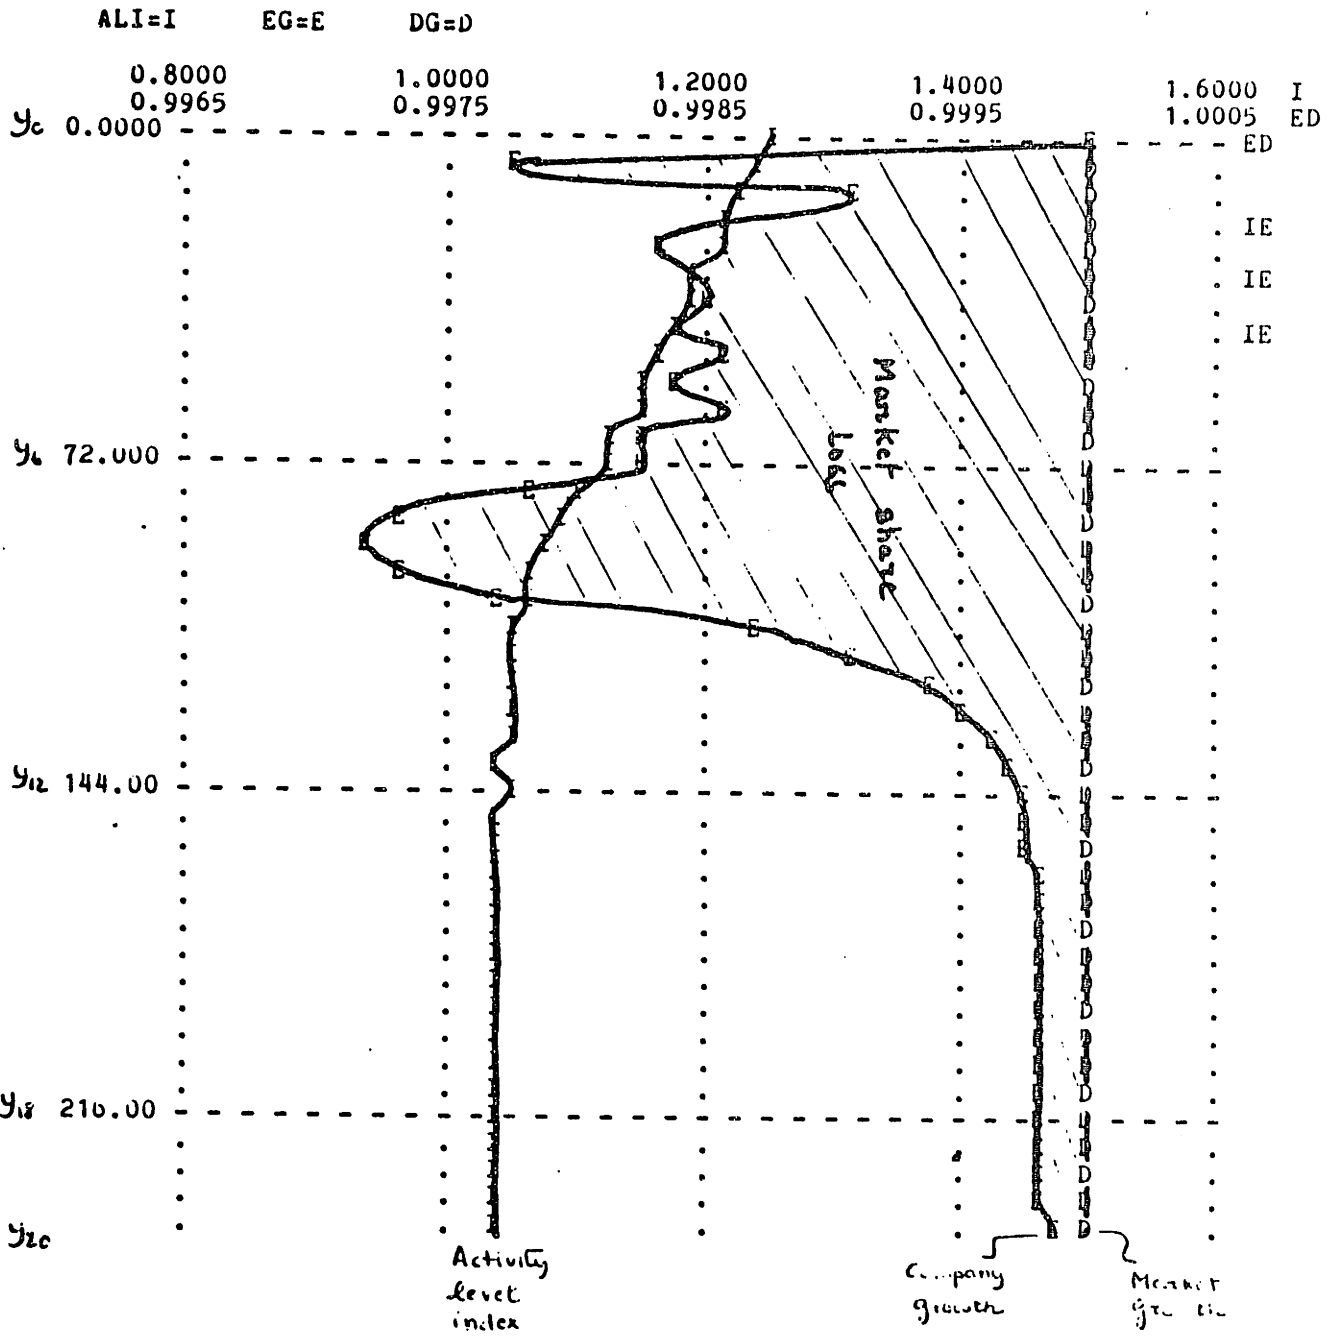 ALI=I EG=E DG=D
0.8000 1.0000 1.2000 1.4000 1.6000 I
0.9965 0.9975 0.9985 0.9995 1.0005 ED
y0 0.0000 ED
IE
IE
IE
Market share
Loss
y6 72.000
y12 144.00
y18 216.00
y20
Activity
level
index
Company
growth
Market